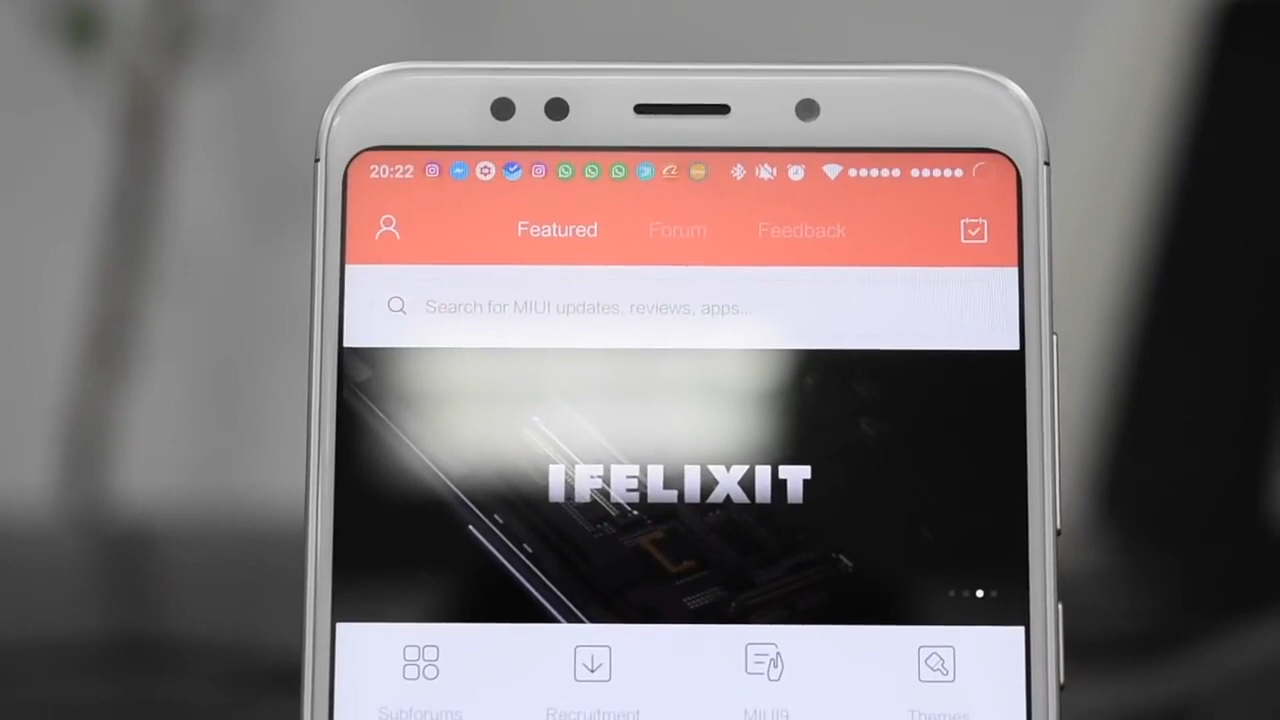 20:22
Featured Forum Feedback
Search for MIUI updates, reviews, apps...
IFELIXIT
Subforums Recruitment MIUI9 Themes